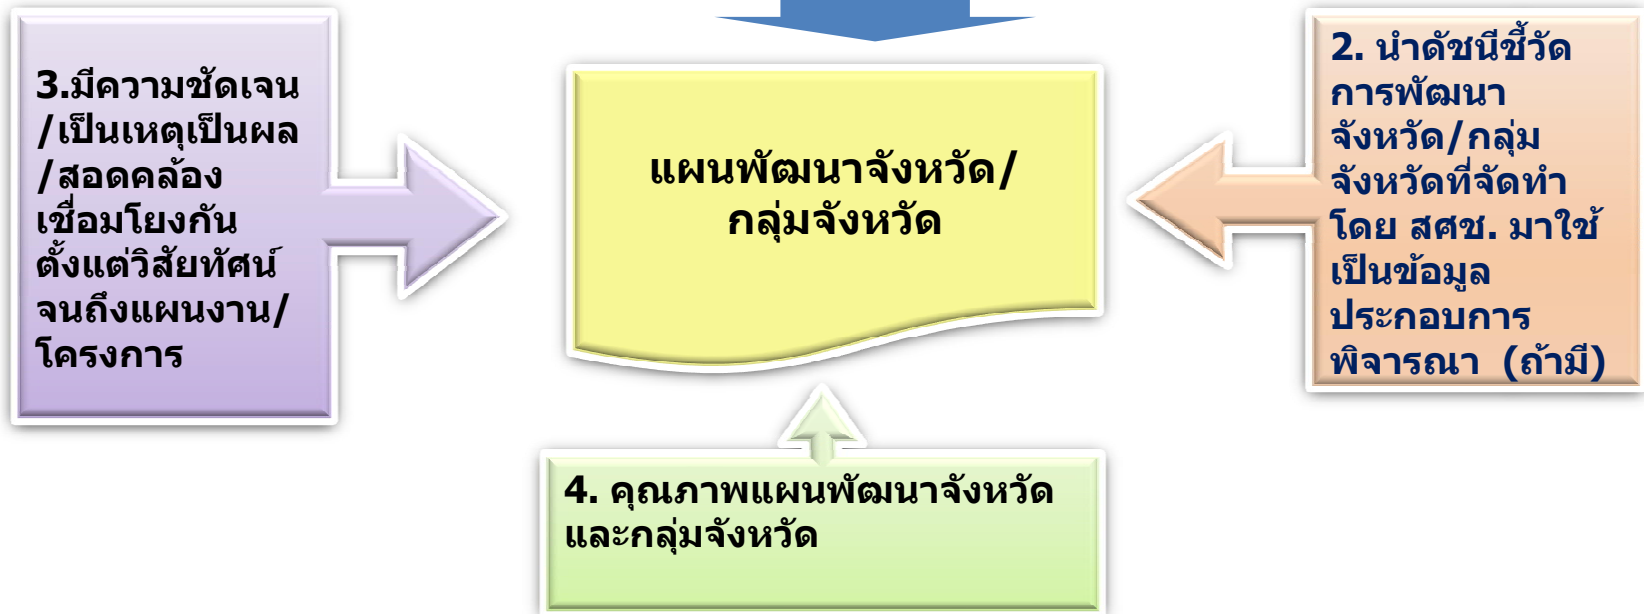 3.มีความชัดเจน
/เป็นเหตุเป็นผล
/สอดคล้อง
เชื่อมโยงกัน
ตั้งแต่วิสัยทัศน์
จนถึงแผนงาน/
โครงการ
แผนพัฒนาจังหวัด/
กลุ่มจังหวัด
2. นำดัชนีชี้วัด
การพัฒนา
จังหวัด/กลุ่ม
จังหวัดที่จัดทำ
โดย สศช. มาใช้
เป็นข้อมูล
ประกอบการ
พิจารณา (ถ้ามี)
4. คุณภาพแผนพัฒนาจังหวัด
และกลุ่มจังหวัด